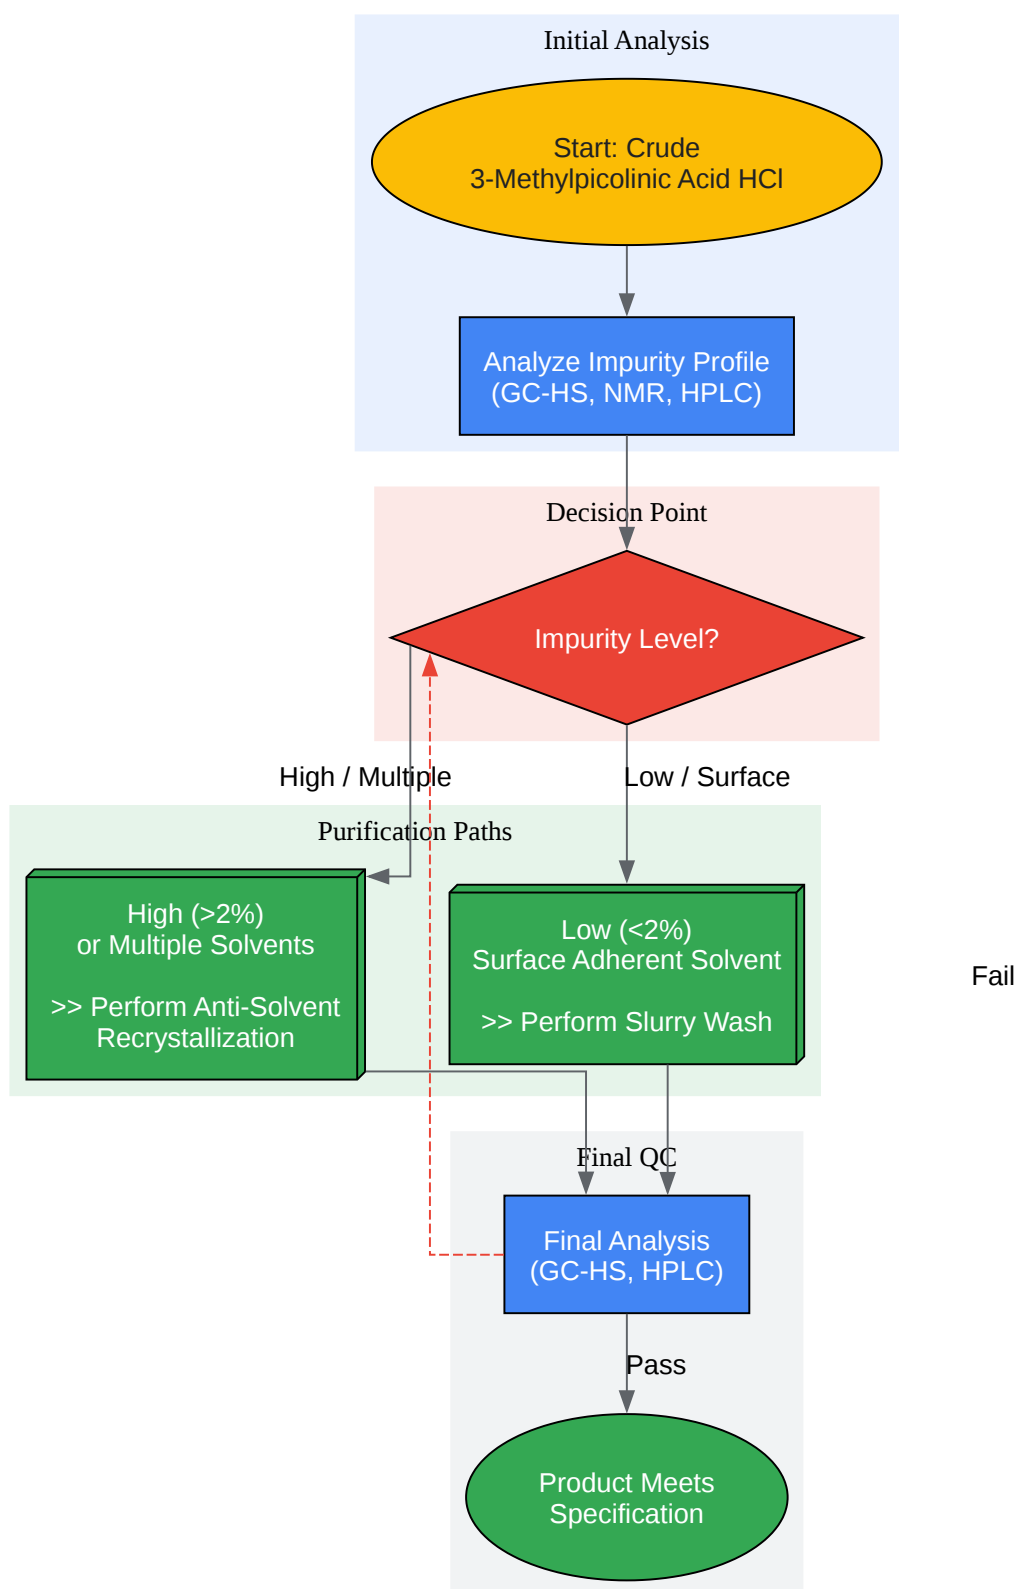 Initial Analysis
Start: Crude
3-Methylpicolinic Acid HCl
Analyze Impurity Profile
(GC-HS, NMR, HPLC)
Decision Point
Impurity Level?
High / Multiple
Low / Surface
Purification Paths
High (>2%)
or Multiple Solvents
>> Perform Anti-Solvent
Recrystallization
Low (<2%)
Surface Adherent Solvent
>> Perform Slurry Wash
Fail
Final QC
Final Analysis
(GC-HS, HPLC)
Pass
Product Meets
Specification